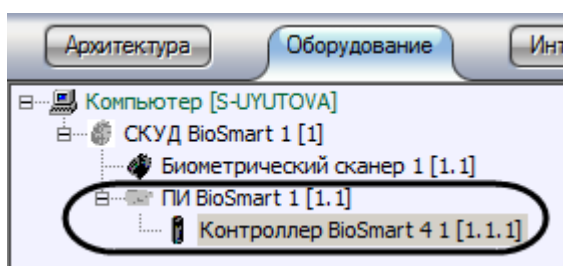 Архитектура Оборудование Инт
Компьютер [S-UYUTOVA]
СКУД BioSmart 1 [1]
Биометрический сканер 1 [1.1]
ПИ BioSmart 1 [1.1]
Контроллер BioSmart 4 1 [1.1.1]